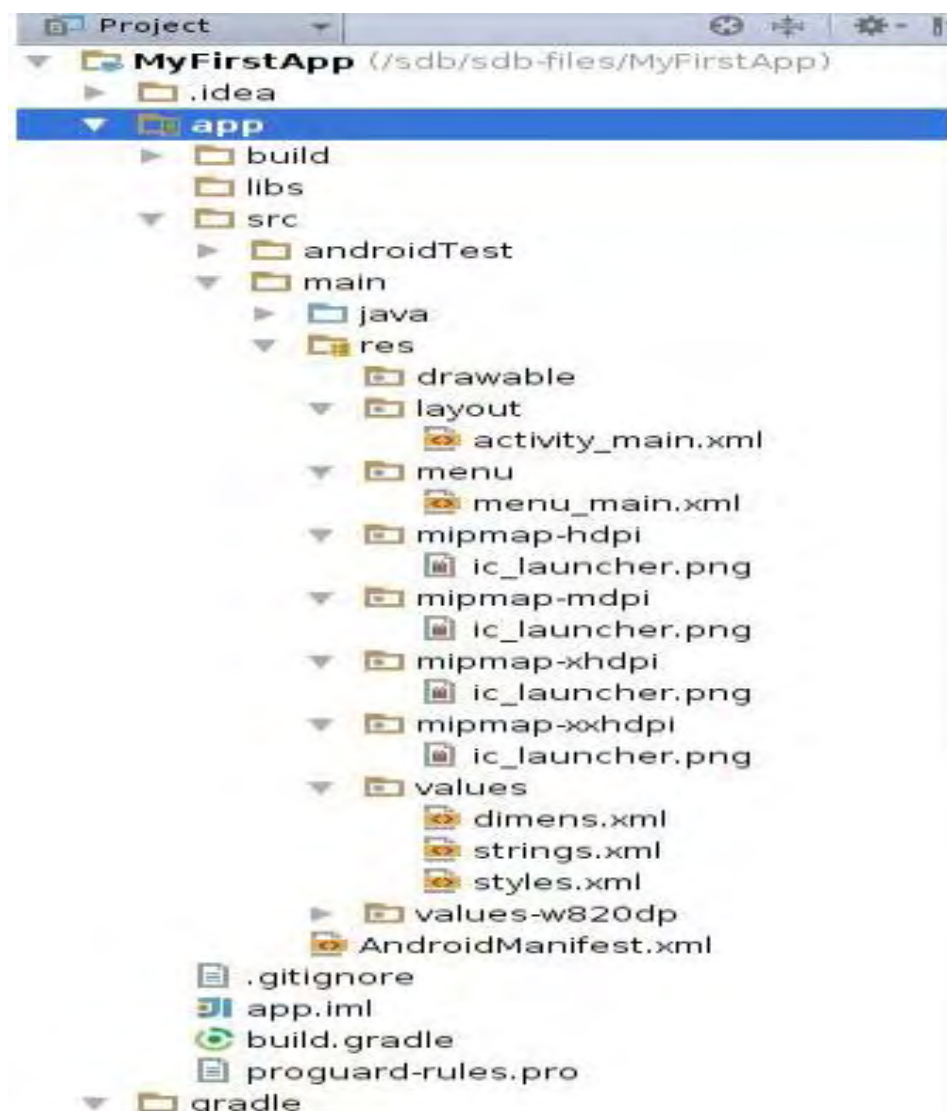 Project
MyFirstApp (/sdb/sdb-files/MyFirstApp)
.idea
app
build
libs
src
androidTest
main
java
res
drawable
layout
activity_main.xml
menu
menu_main.xml
mipmap-hdpi
ic_launcher.png
mipmap-mdpi
ic_launcher.png
mipmap-xhdpi
ic_launcher.png
mipmap-xxhdpi
ic_launcher.png
values
dimens.xml
strings.xml
styles.xml
values-w820dp
AndroidManifest.xml
.gitignore
app.iml
build.gradle
proguard-rules.pro
gradle